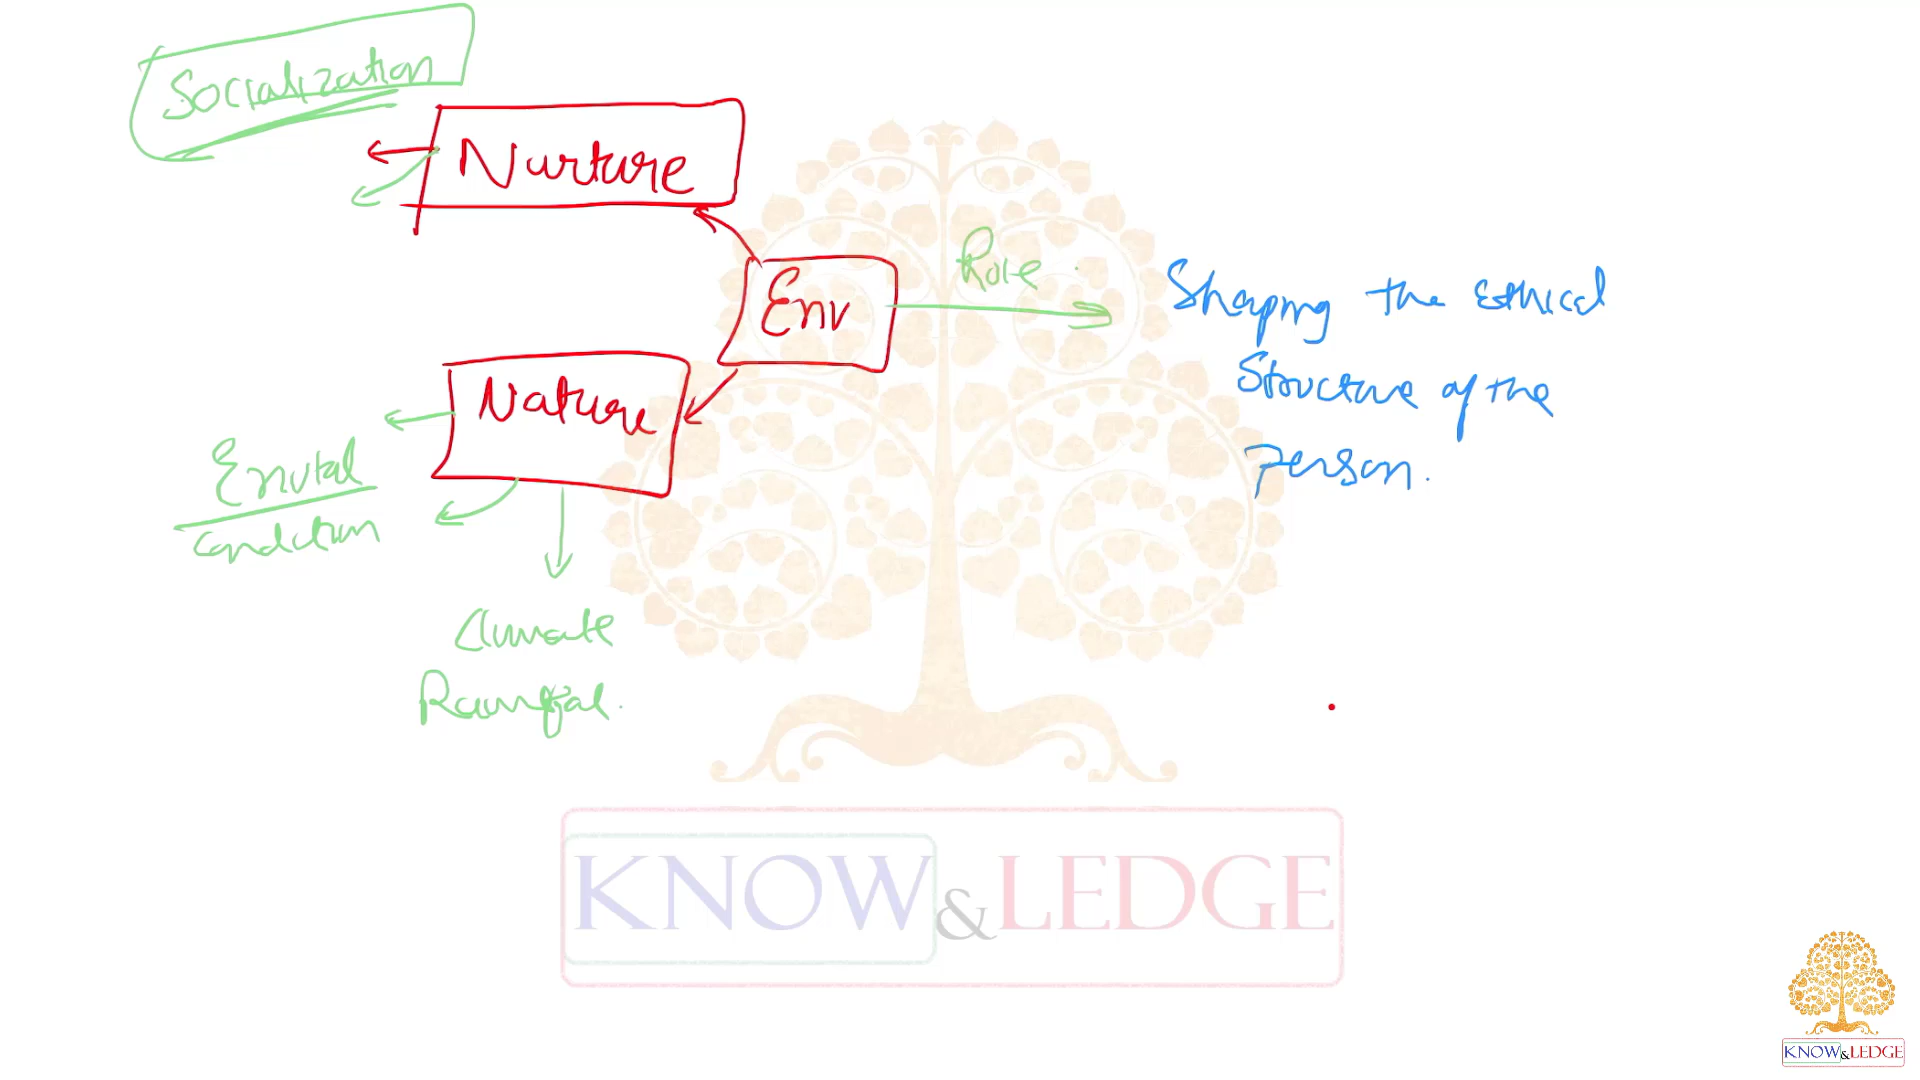 Socialization
Nurture
Role
Env
Shaping the Ethical
Structure of the
Person.
Nature
Envtal
condition
Climate
Rainfal.
KNOW&LEDGE
KNOW&LEDGE